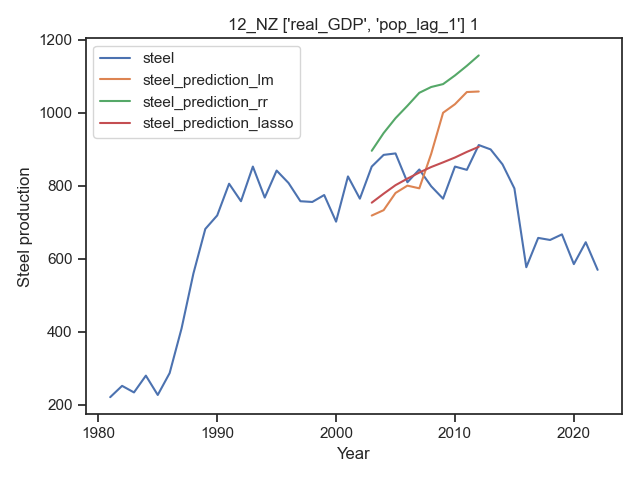 12_NZ ['real_GDP', 'pop_lag_1'] 1
steel
steel_prediction_lm
steel_prediction_rr
steel_prediction_lasso
Steel production
1200
1000
800
600
400
200
1980
1990
2000
2010
2020
Year